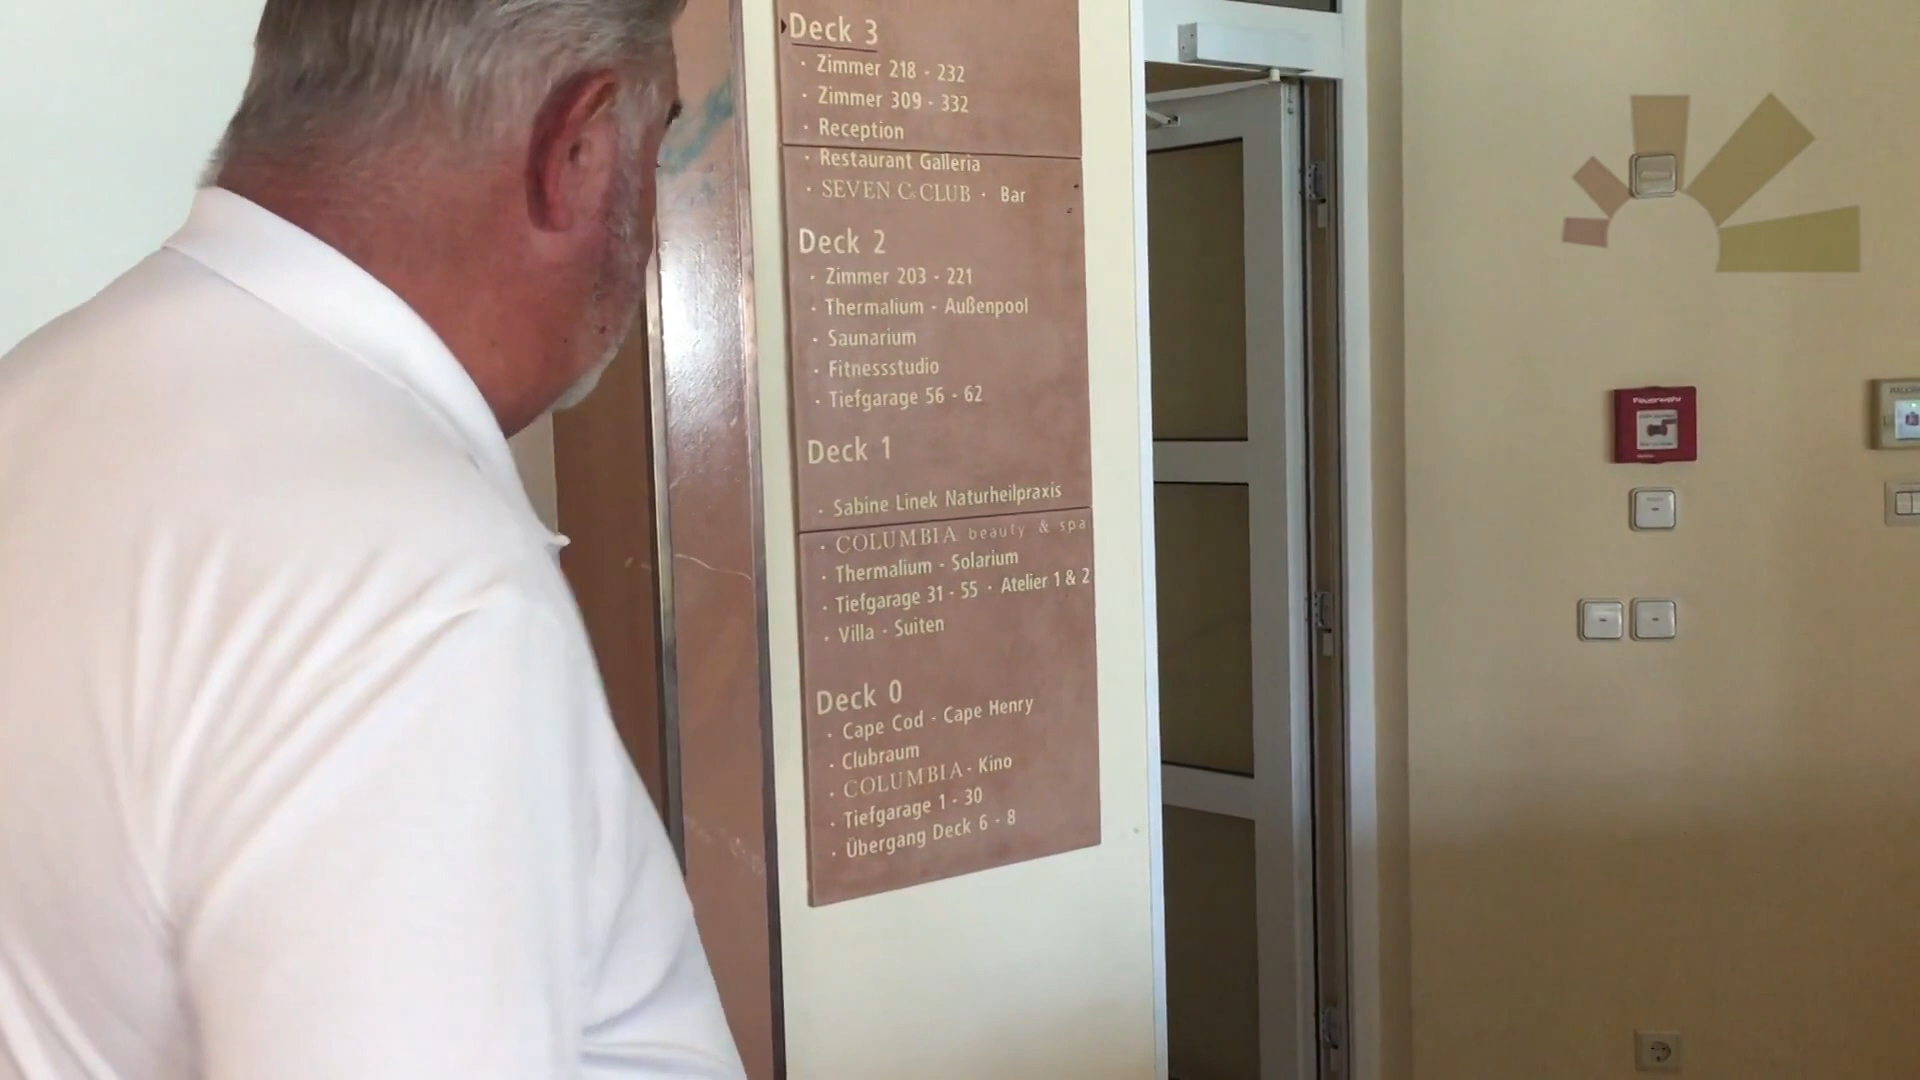 Deck 3
· Zimmer 218 - 232
· Zimmer 309 - 332
· Reception
· Restaurant Galleria
· SEVEN C's CLUB · Bar
Deck 2
· Zimmer 203 - 221
· Thermalium - Außenpool
· Saunarium
· Fitnessstudio
· Tiefgarage 56 - 62
Deck 1
· Sabine Linek Naturheilpraxis
· COLUMBIA beauty & spa
· Thermalium - Solarium
· Tiefgarage 31 - 55 · Atelier 1 & 2
· Villa - Suiten
Deck 0
· Cape Cod - Cape Henry
· Clubraum
· COLUMBIA - Kino
· Tiefgarage 1 - 30
· Übergang Deck 6 - 8
Feuerwehr